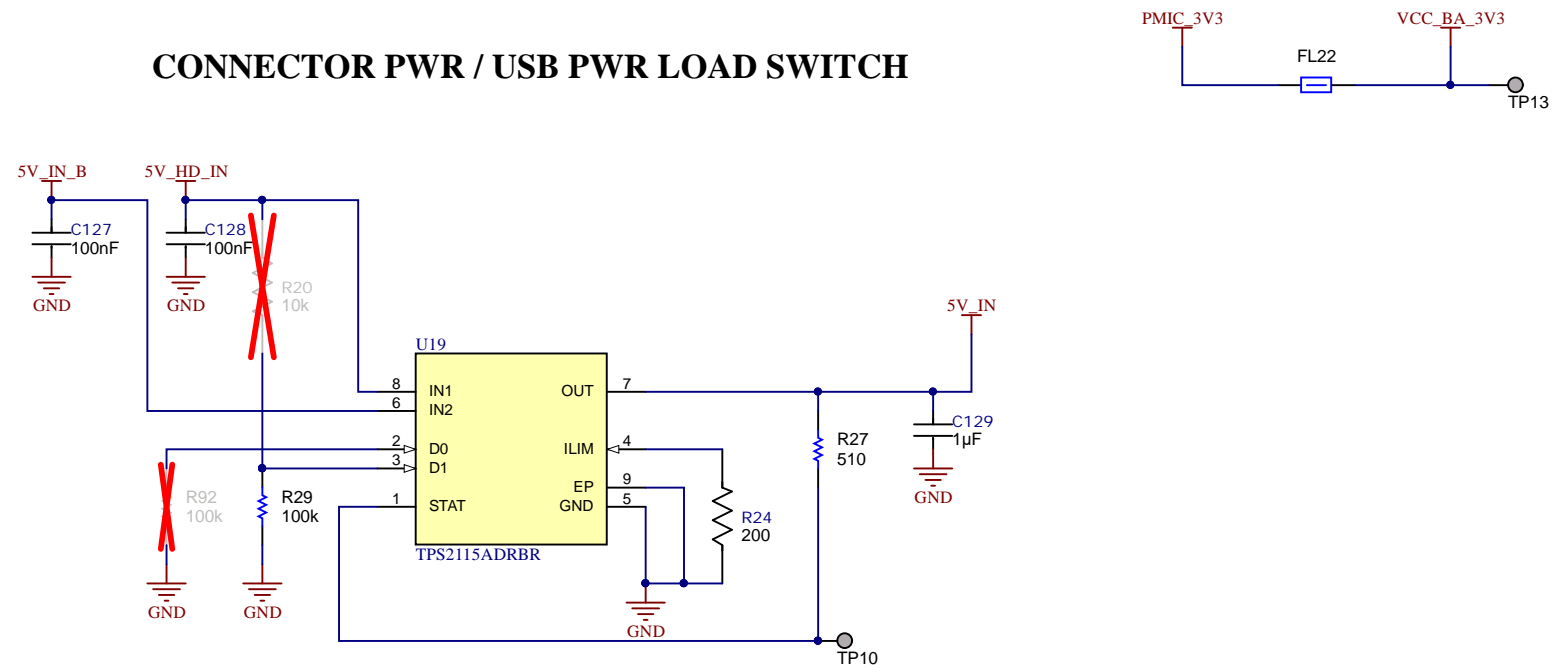 PMIC_3V3
VCC_BA_3V3
CONNECTOR PWR / USB PWR LOAD SWITCH
FL22
TP13
5V_IN_B
5V_HD_IN
C127
100nF
GND
C128
100nF
GND
R20
10k
5V_IN
U19
8
IN1
OUT
7
6
IN2
2
D0
ILIM
4
3
D1
EP
9
1
STAT
GND
5
TPS2115ADRBR
R27
510
C129
1µF
GND
R92
100k
GND
R29
100k
GND
R24
200
GND
TP10